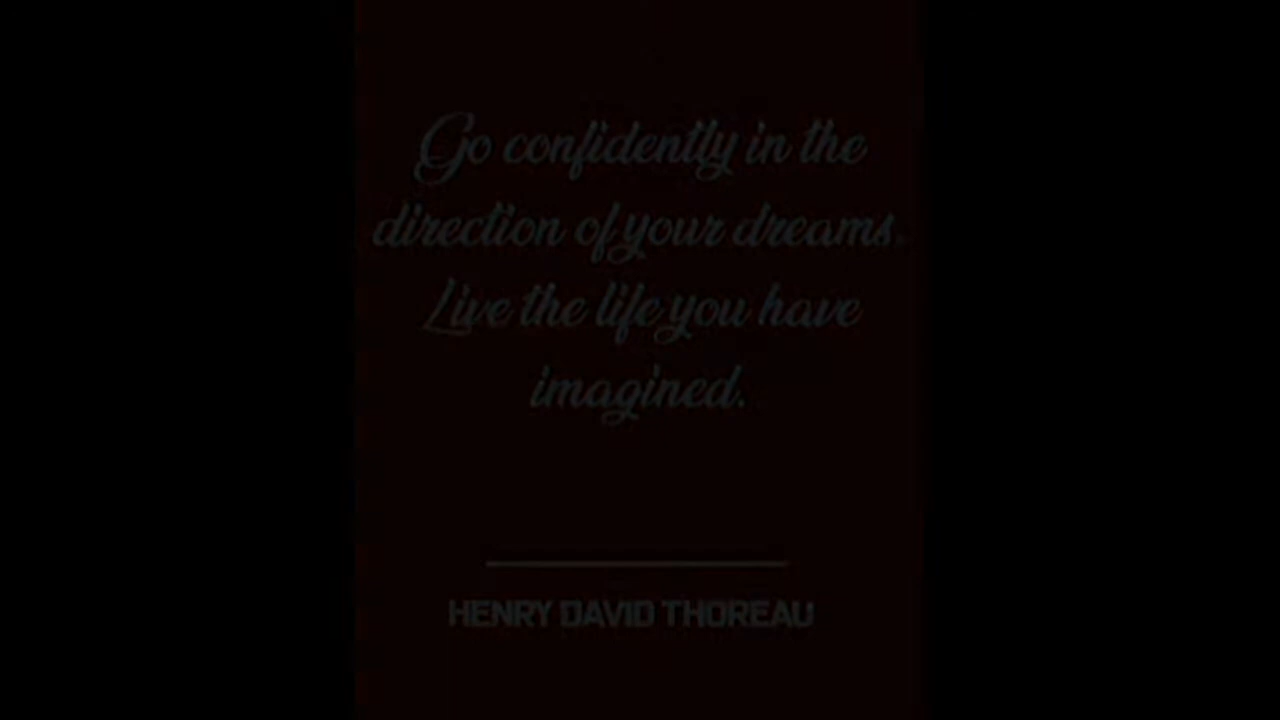 Go confidently in the
direction of your dreams.
Live the life you have
imagined.
HENRY DAVID THOREAU